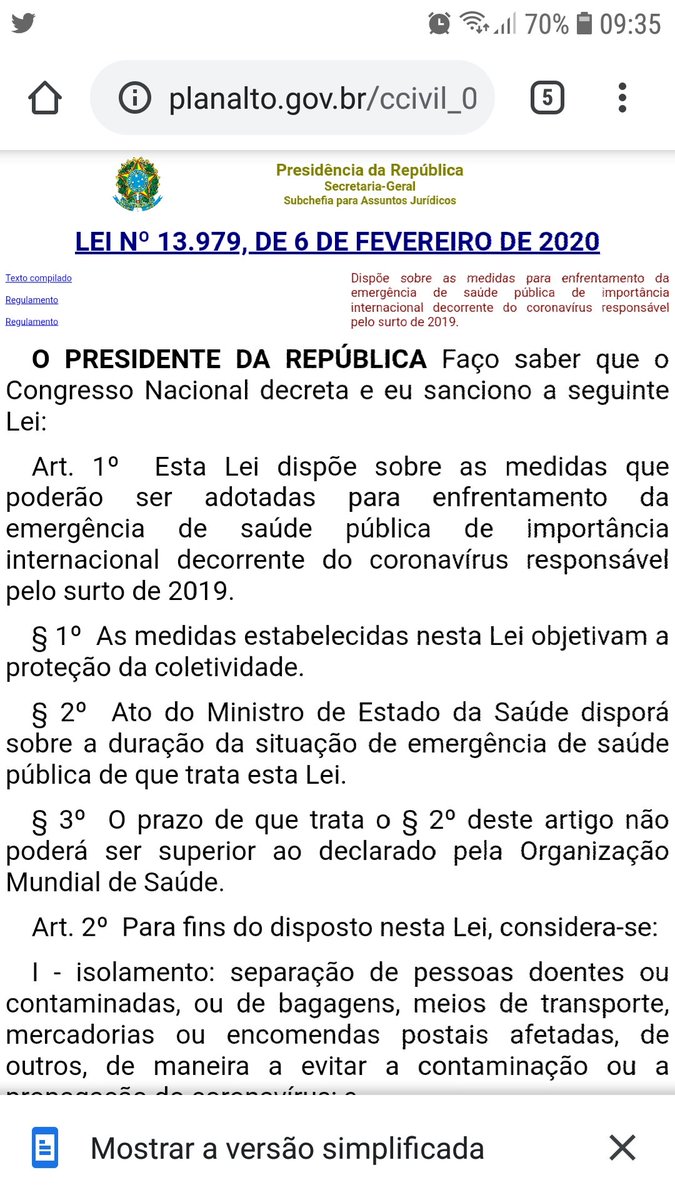 70% 09:35
planalto.gov.br/ccivil_0
5
Presidência da República
Secretaria-Geral
Subchefia para Assuntos Jurídicos
LEI Nº 13.979, DE 6 DE FEVEREIRO DE 2020
Texto compilado
Regulamento
Regulamento
Dispõe sobre as medidas para enfrentamento da
emergência de saúde pública de importância
internacional decorrente do coronavírus responsável
pelo surto de 2019.
O PRESIDENTE DA REPÚBLICA Faço saber que o
Congresso Nacional decreta e eu sanciono a seguinte
Lei:
Art. 1º Esta Lei dispõe sobre as medidas que
poderão ser adotadas para enfrentamento da
emergência de saúde pública de importância
internacional decorrente do coronavírus responsável
pelo surto de 2019.
§ 1º As medidas estabelecidas nesta Lei objetivam a
proteção da coletividade.
§ 2º Ato do Ministro de Estado da Saúde disporá
sobre a duração da situação de emergência de saúde
pública de que trata esta Lei.
§ 3º O prazo de que trata o § 2º deste artigo não
poderá ser superior ao declarado pela Organização
Mundial de Saúde.
Art. 2º Para fins do disposto nesta Lei, considera-se:
I - isolamento: separação de pessoas doentes ou
contaminadas, ou de bagagens, meios de transporte,
mercadorias ou encomendas postais afetadas, de
outros, de maneira a evitar a contaminação ou a
propagação do coronavírus; e
Mostrar a versão simplificada